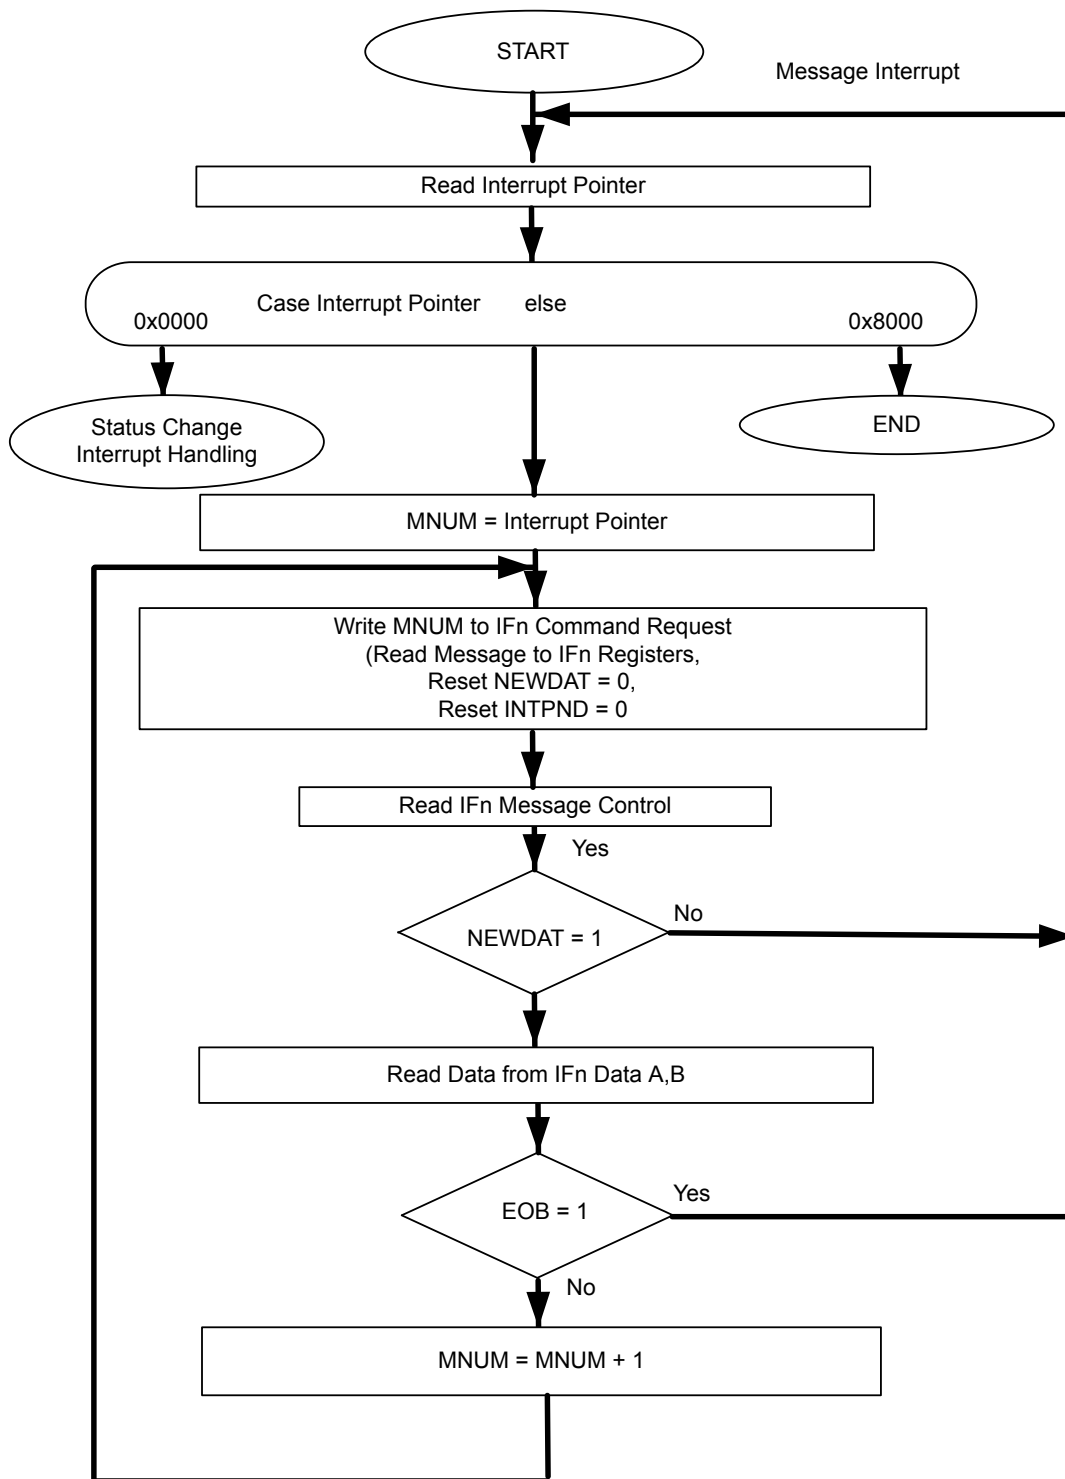 START
Message Interrupt
Read Interrupt Pointer
Case Interrupt Pointer else
0x0000
0x8000
Status Change
Interrupt Handling
END
MNUM = Interrupt Pointer
Write MNUM to IFn Command Request
(Read Message to IFn Registers,
Reset NEWDAT = 0,
Reset INTPND = 0
Read IFn Message Control
Yes
No
NEWDAT = 1
Read Data from IFn Data A,B
Yes
EOB = 1
No
MNUM = MNUM + 1